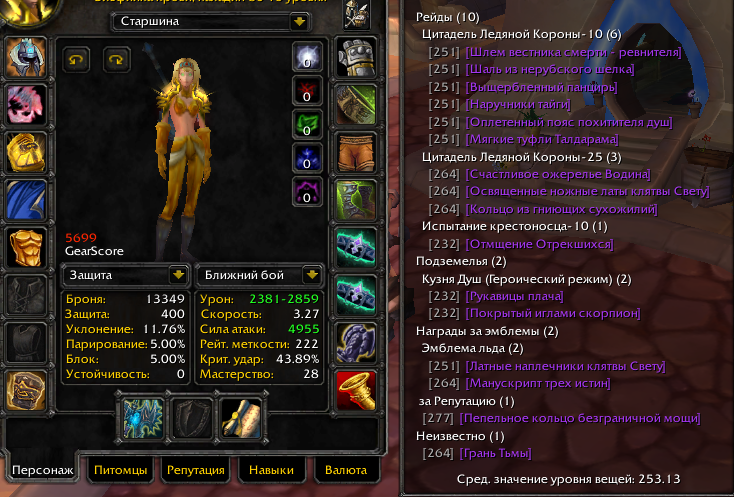 Старшина
0
0
0
0
0
5699
GearScore
Защита
Броня: 13349
Защита: 400
Уклонение: 11.76%
Парирование: 5.00%
Блок: 5.00%
Устойчивость: 0
Ближний бой
Урон: 2381-2859
Скорость: 3.27
Сила атаки: 4955
Рейт. меткости: 222
Крит. удар: 43.89%
Мастерство: 28
Персонаж
Питомцы
Репутация
Навыки
Валюта
Рейды (10)
Цитадель Ледяной Короны-10 (6)
[251] [Шлем вестника смерти - ревнителя]
[251] [Шаль из нерубского шелка]
[251] [Выщербленный панцирь]
[251] [Наручники тайги]
[251] [Оплетенный пояс похитителя душ]
[251] [Мягкие туфли Талдарама]
Цитадель Ледяной Короны-25 (3)
[264] [Счастливое ожерелье Водина]
[264] [Освященные ножные латы клятвы Свету]
[264] [Кольцо из гниющих сухожилий]
Испытание крестоносца-10 (1)
[232] [Отмщение Отрекшихся]
Подземелья (2)
Кузня Душ (Героический режим) (2)
[232] [Рукавицы плача]
[232] [Покрытый иглами скорпион]
Награды за эмблемы (2)
Эмблема льда (2)
[251] [Латные наплечники клятвы Свету]
[264] [Манускрипт трех истин]
за Репутацию (1)
[277] [Пепельное кольцо безграничной мощи]
Неизвестно (1)
[264] [Грань Тьмы]
Сред. значение уровня вещей: 253.13